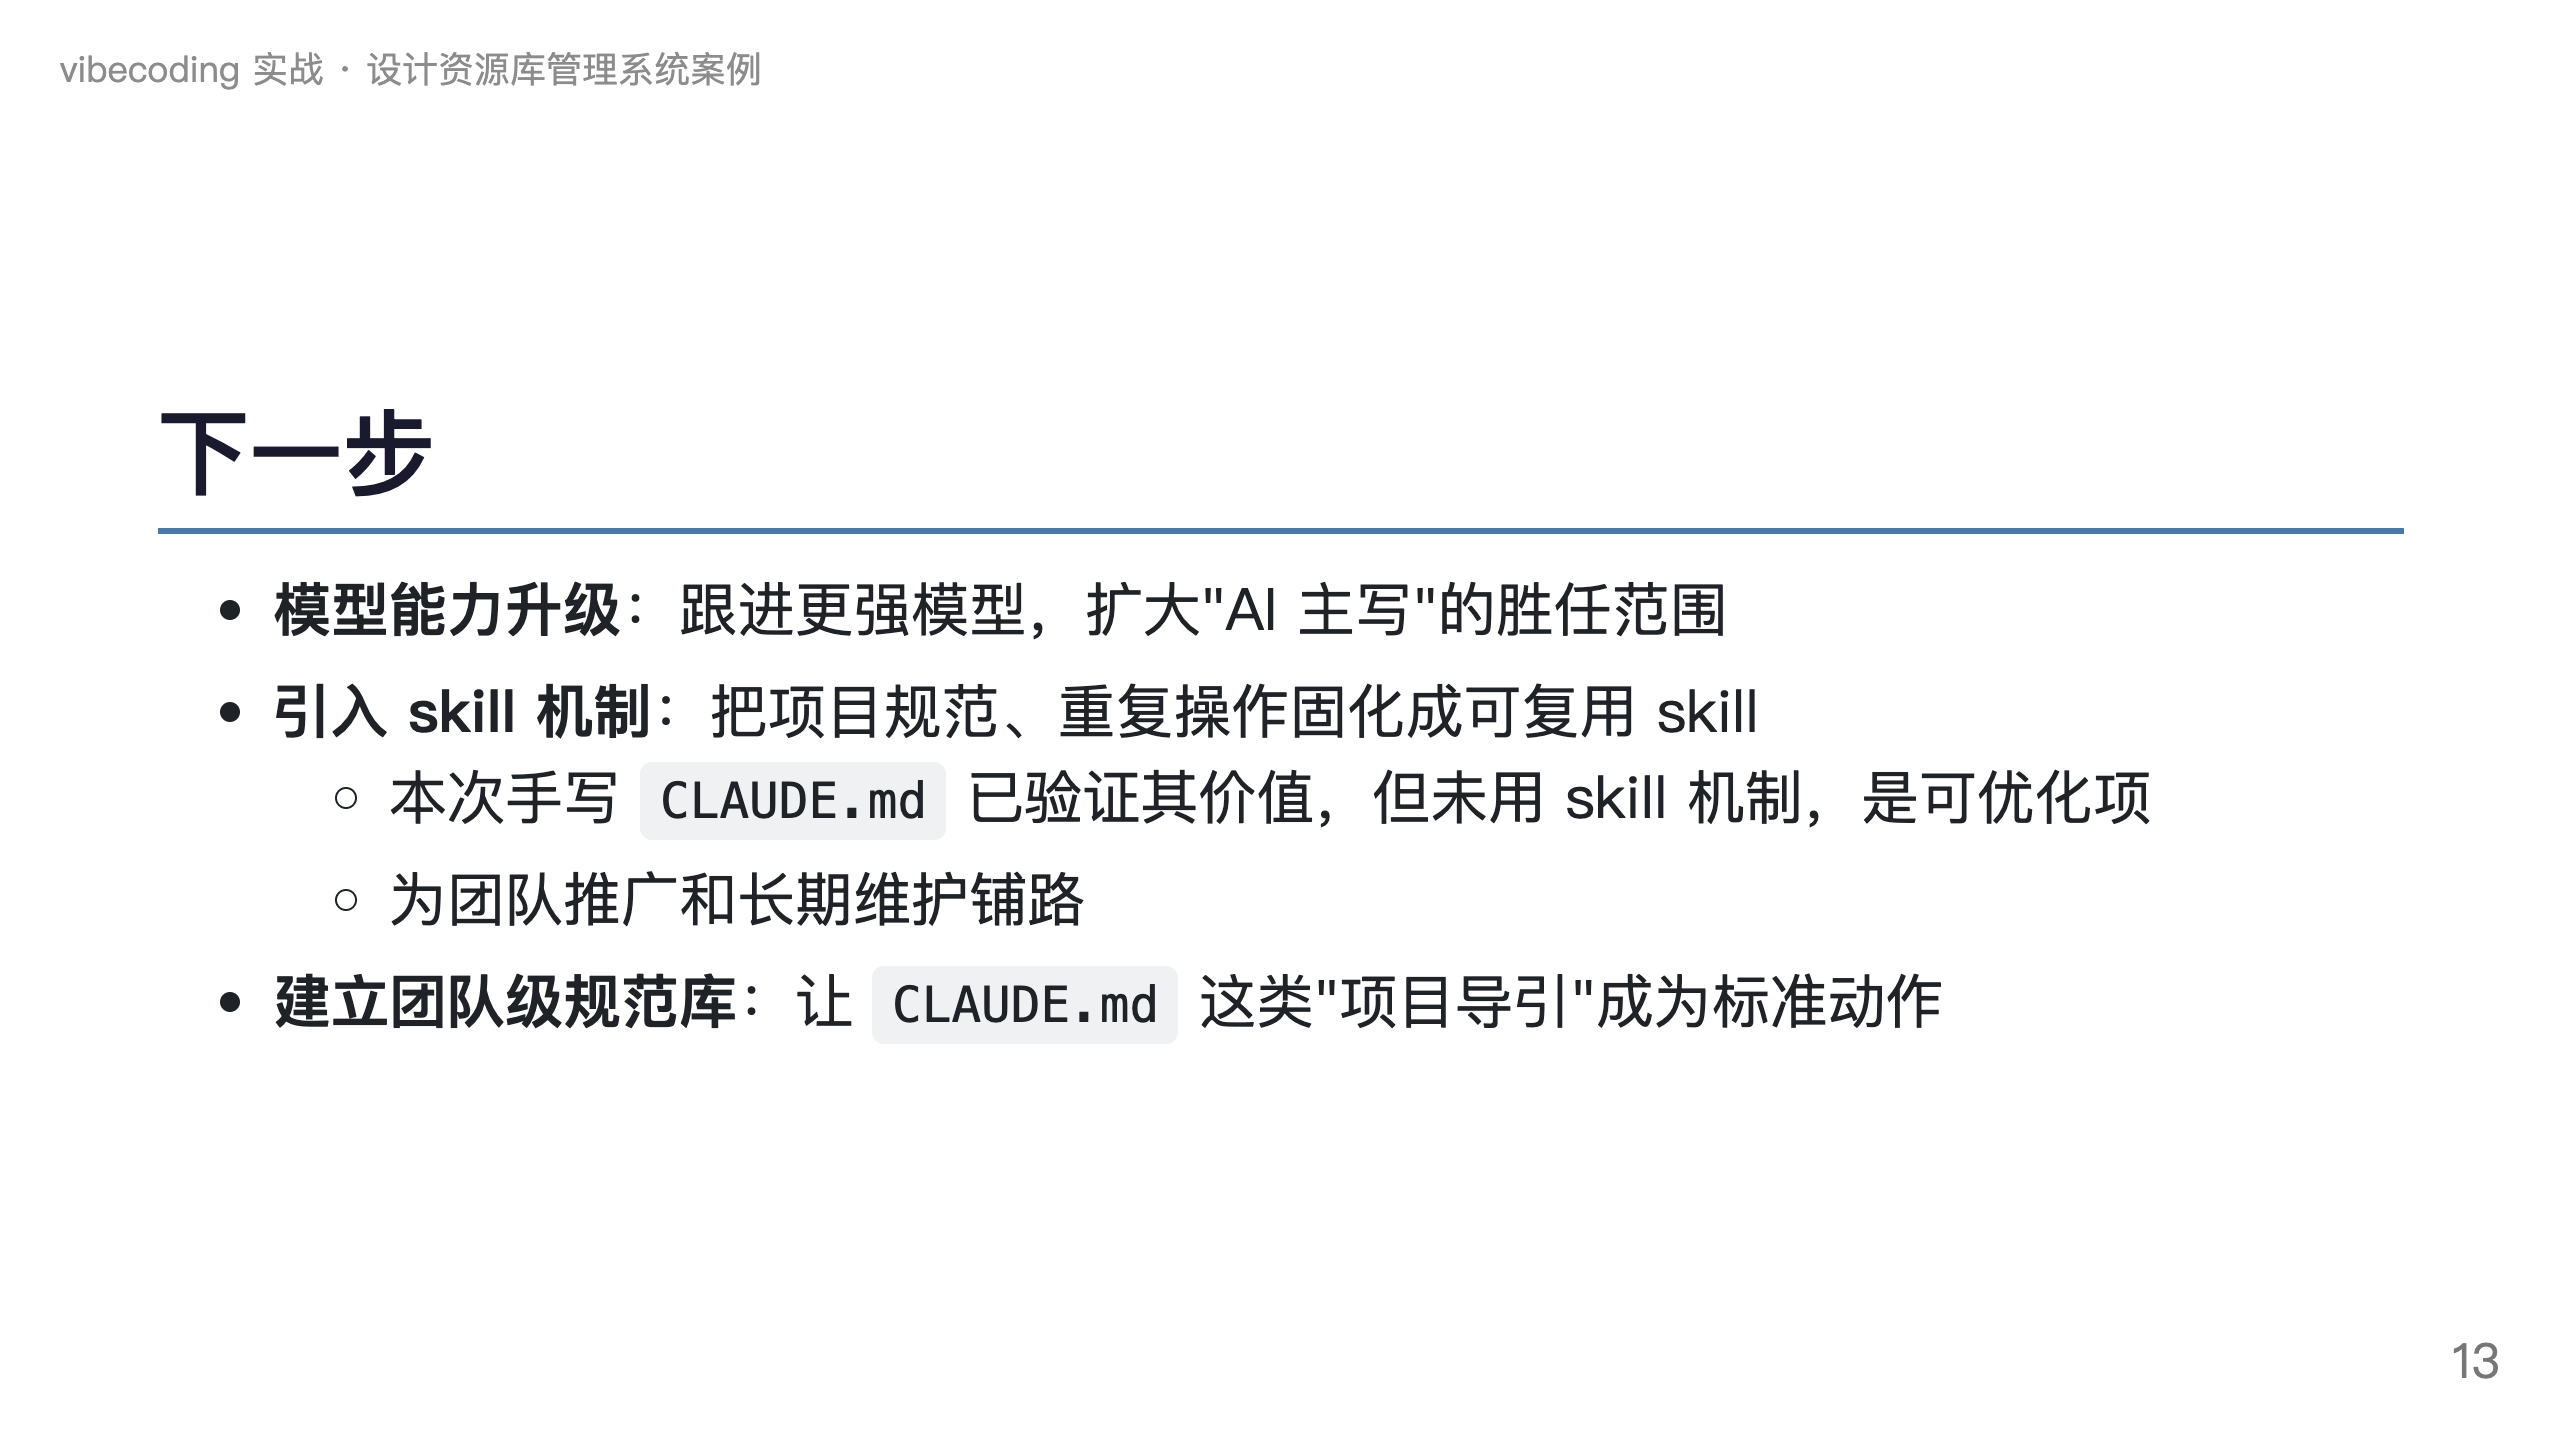 vibecoding 实战 · 设计资源库管理系统案例
下一步
• 模型能力升级：跟进更强模型，扩大"AI 主写"的胜任范围
• 引入 skill 机制：把项目规范、重复操作固化成可复用 skill
○ 本次手写 CLAUDE.md 已验证其价值，但未用 skill 机制，是可优化项
○ 为团队推广和长期维护铺路
• 建立团队级规范库：让 CLAUDE.md 这类"项目导引"成为标准动作
13